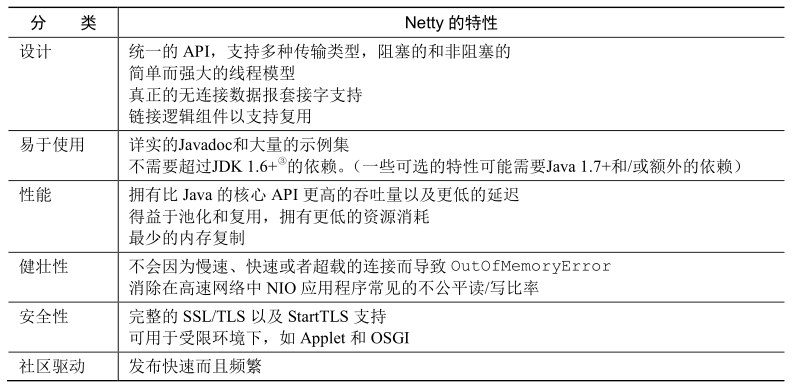 分 类 Netty 的特性
设计 统一的 API，支持多种传输类型，阻塞的和非阻塞的
简单而强大的线程模型
真正的无连接数据报套接字支持
链接逻辑组件以支持复用
易于使用 详实的Javadoc和大量的示例集
不需要超过JDK 1.6+③的依赖。（一些可选的特性可能需要Java 1.7+和/或额外的依赖）
性能 拥有比 Java 的核心 API 更高的吞吐量以及更低的延迟
得益于池化和复用，拥有更低的资源消耗
最少的内存复制
健壮性 不会因为慢速、快速或者超载的连接而导致 OutOfMemoryError
消除在高速网络中 NIO 应用程序常见的不公平读/写比率
安全性 完整的 SSL/TLS 以及 StartTLS 支持
可用于受限环境下，如 Applet 和 OSGI
社区驱动 发布快速而且频繁